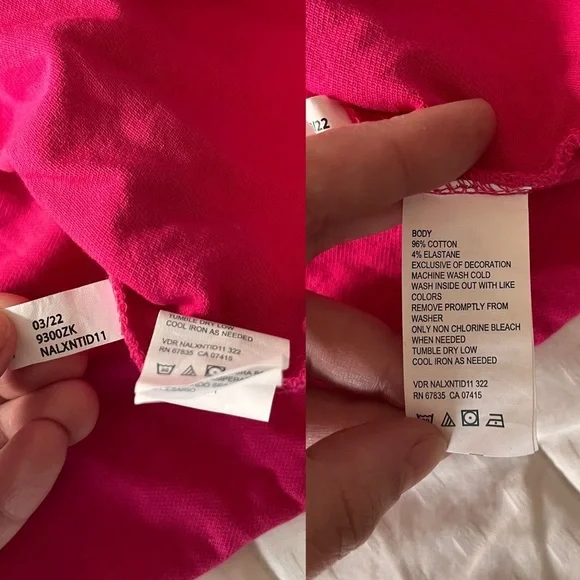 03/22
9300ZK
NALXNTID11
TUMBLE DRY LOW
COOL IRON AS NEEDED
VDR NALXNTID11 322
RN 67835 CA 07415
/22
BODY
96% COTTON
4% ELASTANE
EXCLUSIVE OF DECORATION
MACHINE WASH COLD
WASH INSIDE OUT WITH LIKE
COLORS
REMOVE PROMPTLY FROM
WASHER
ONLY NON CHLORINE BLEACH
WHEN NEEDED
TUMBLE DRY LOW
COOL IRON AS NEEDED
VDR NALXNTID11 322
RN 67835 CA 07415